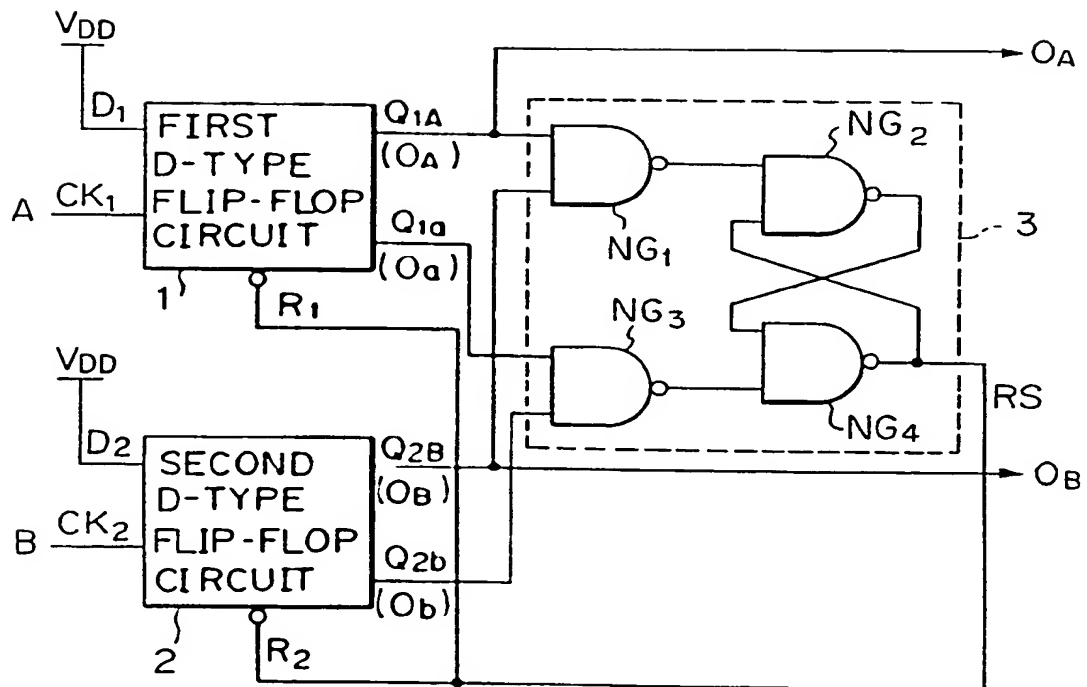 VDD
D1
A
CK1
FIRST
D-TYPE
FLIP-FLOP
CIRCUIT
1
R1
Q1A
(OA)
Q1a
(Oa)
OA
NG1
NG2
3
NG3
NG4
RS
VDD
D2
B
CK2
SECOND
D-TYPE
FLIP-FLOP
CIRCUIT
2
R2
Q2B
(OB)
Q2b
(Ob)
OB